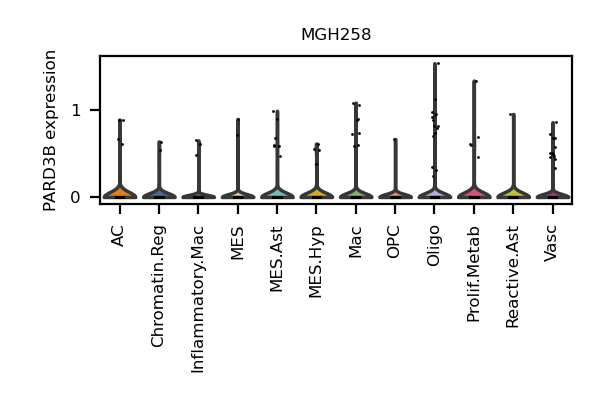 MGH258
PARD3B expression
1
0
AC
Chromatin.Reg
Inflammatory.Mac
MES
MES.Ast
MES.Hyp
Mac
OPC
Oligo
Prolif.Metab
Reactive.Ast
Vasc